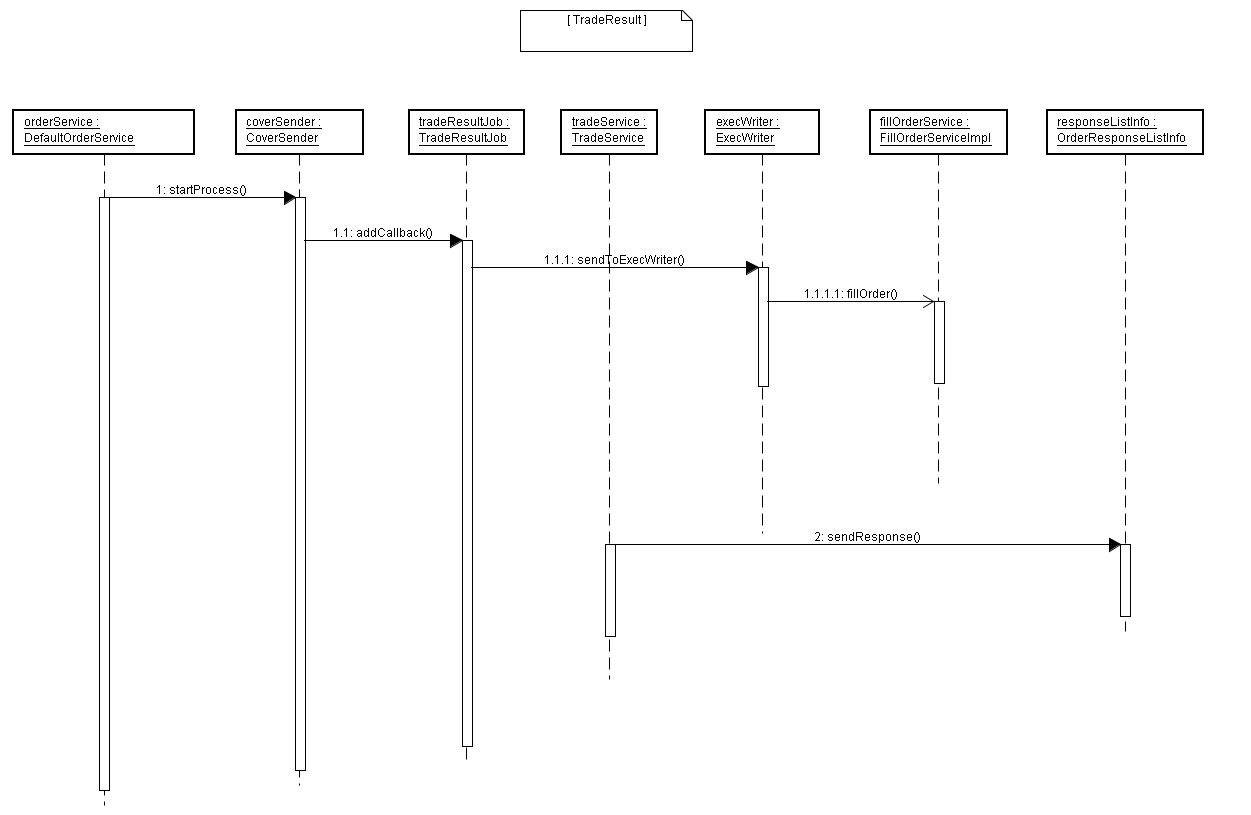 [ TradeResult ]
orderService :
DefaultOrderService
coverSender :
CoverSender
tradeResultJob :
TradeResultJob
tradeService :
TradeService
execWriter :
ExecWriter
fillOrderService :
FillOrderServiceImpl
responseListInfo :
OrderResponseListInfo
1: startProcess()
1.1: addCallback()
1.1.1: sendToExecWriter()
1.1.1.1: fillOrder()
2: sendResponse()